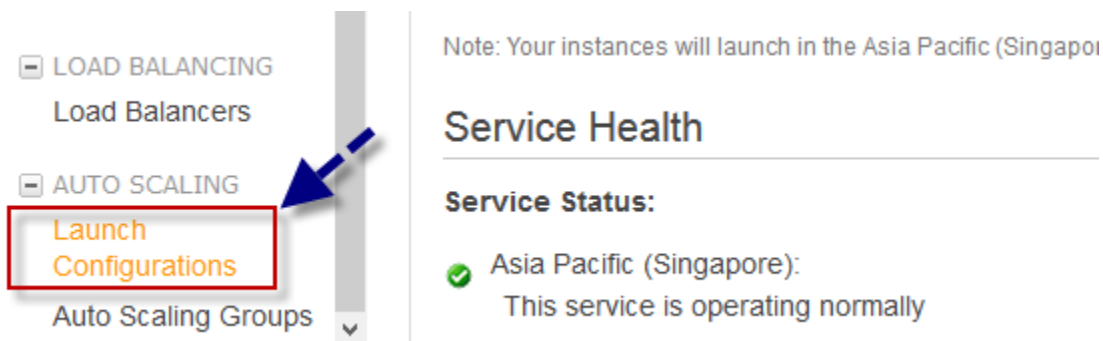 LOAD BALANCING
Load Balancers
AUTO SCALING
Launch
Configurations
Auto Scaling Groups
Note: Your instances will launch in the Asia Pacific
Service Health
Service Status:
Asia Pacific (Singapore):
This service is operating normally